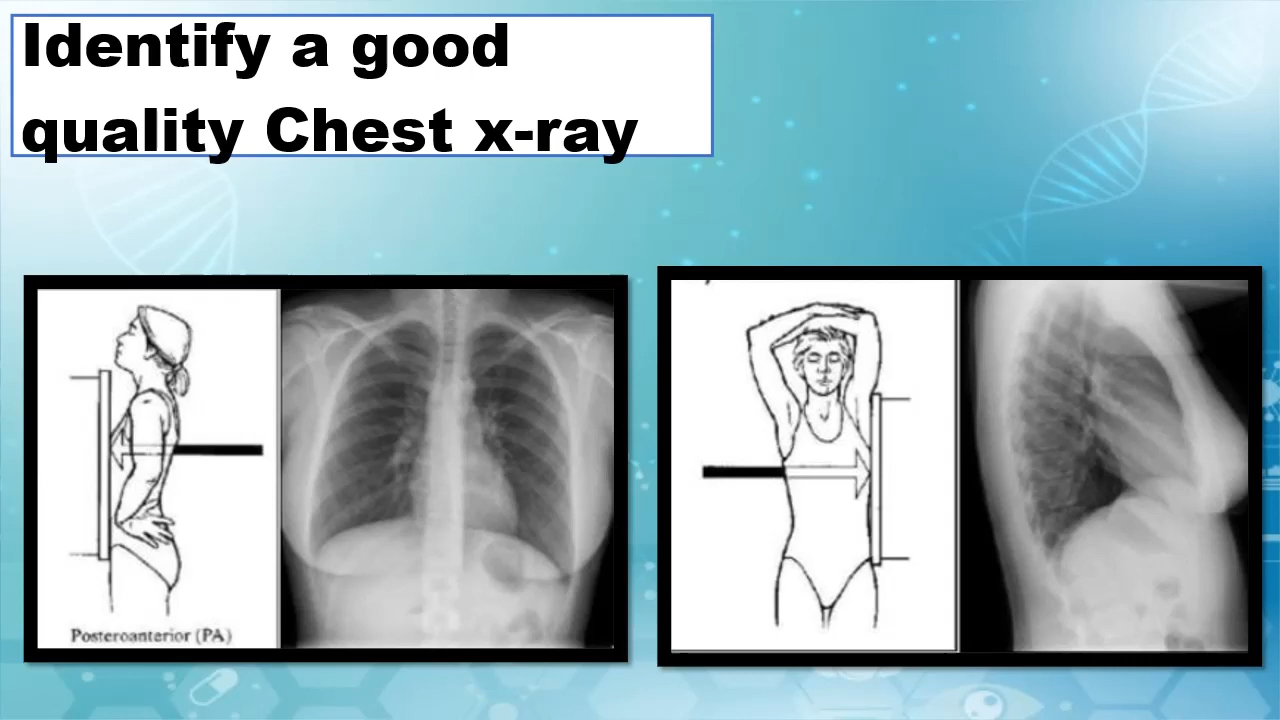 Identify a good
quality Chest x-ray
Posteroanterior (PA)